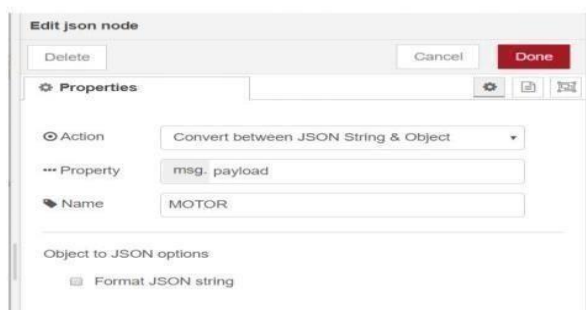 Edit json node
Delete Cancel Done
Properties
Action Convert between JSON String & Object
Property msg. payload
Name MOTOR
Object to JSON options
Format JSON string